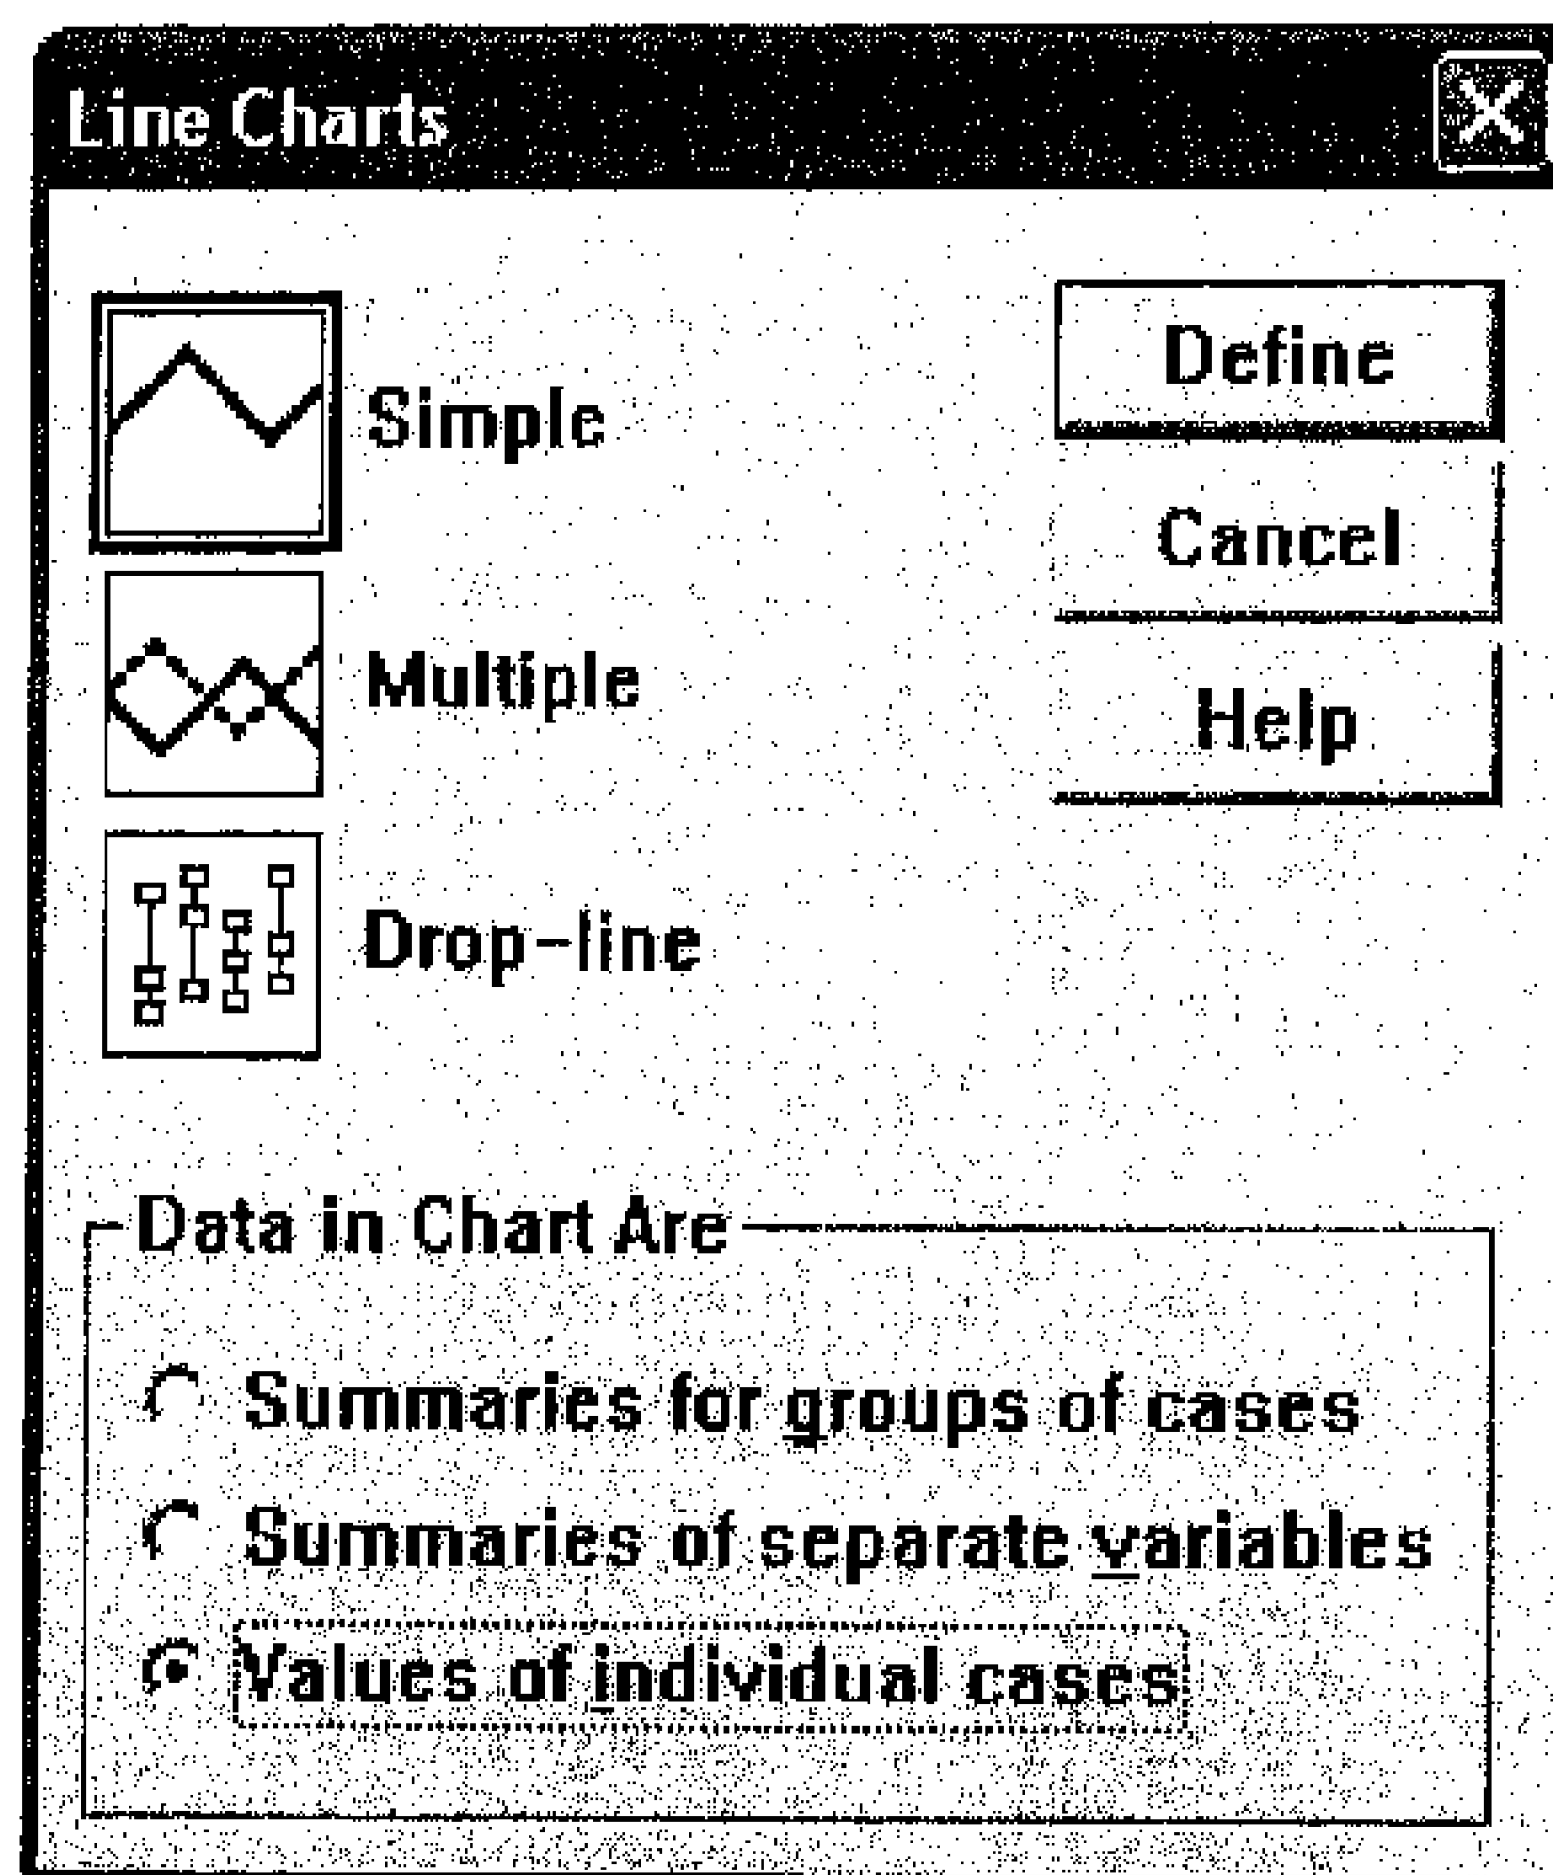 Line Charts
Simple
Define
Cancel
Multiple
Help
Drop-line
Data in Chart Are
Summaries for groups of cases
Summaries of separate variables
Values of individual cases